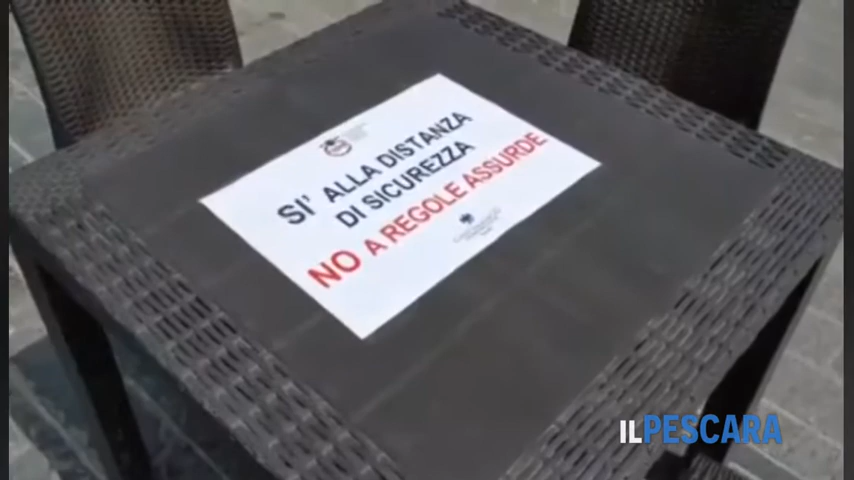 SI' ALLA DISTANZA
DI SICUREZZA
NO A REGOLE ASSURDE
ILPESCARA